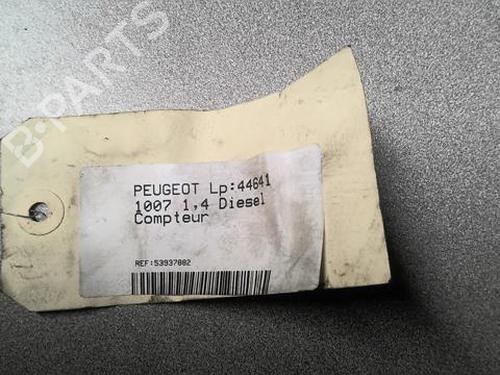 B-PARTS
PEUGEOT Lp:44641
1007 1,4 Diesel
Compteur
REF:53937882